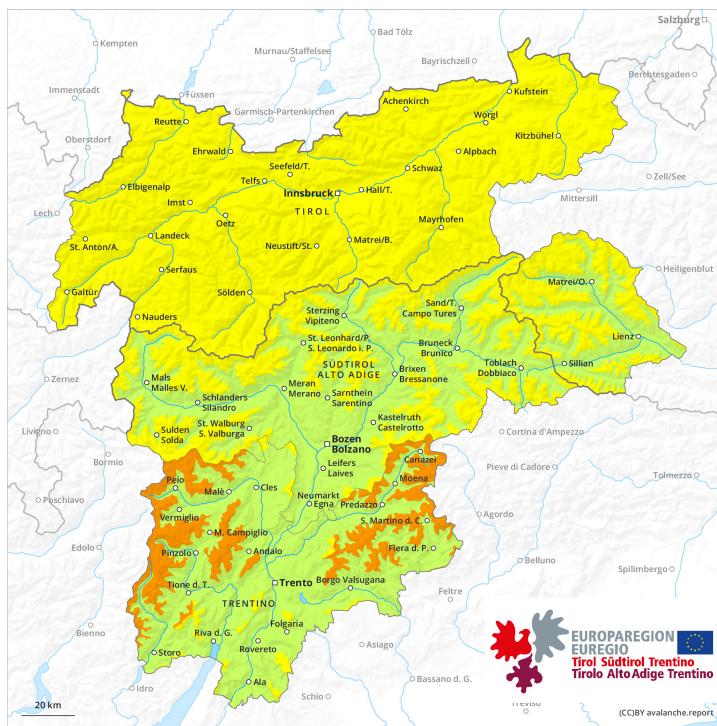 Salzburg
Kempten
Bad Tölz
Murnau/Staffelsee
Bayrischzell
Berchtesgaden
Immenstadt
Füssen
Garmisch-Partenkirchen
Achenkirch
Kufstein
Reutte
Wörgl
Oberstdorf
Ehrwald
Kitzbühel
Alpbach
Seefeld/T.
Schwaz
Zell/See
Telfs
Elbigenalp
Innsbruck
Hall/T.
Imst
Mittersill
Lech
TIROL
Oetz
Mayrhofen
Landeck
St. Anton/A.
Neustift/St.
Matrei/B.
Serfaus
Heiligenblut
Galtür
Sölden
Matrei/O.
Nauders
Sand/T.
Campo Tures
Sterzing
Vipiteno
Lienz
St. Leonhard/P.
S. Leonardo i. P.
Bruneck
Brunico
Toblach
Dobbiaco
Sillian
SÜDTIROL
ALTO ADIGE
Brixen
Bressanone
Zernez
Mals
Malles V.
Meran
Merano
Sarnthein
Sarentino
Schlanders
Silandro
Kastelruth
Castelrotto
St. Walburg
S. Valburga
Livigno
Sulden
Solda
Cortina d'Ampezzo
Bozen
Bolzano
Bormio
Canazei
Leifers
Laives
Pieve di Cadore
Tolmezzo
Poschiavo
Peio
Malè
Cles
Moena
Neumarkt
Egna
Predazzo
Vermiglio
Agordo
S. Martino d. C.
M. Campiglio
Edolo
Pinzolo
Andalo
Fiera d. P.
Belluno
Spilimbergo
Trento
Tione d. T.
Borgo Valsugana
Feltre
TRENTINO
Folgaria
Bienno
Riva d. G.
Rovereto
Asiago
Storo
Bassano d. G.
Ala
Idro
Schio
Treviso
EUROPAREGION
EUREGIO
Tirol Südtirol Trentino
Tirolo Alto Adige Trentino
20 km
(CC)BY avalanche.report